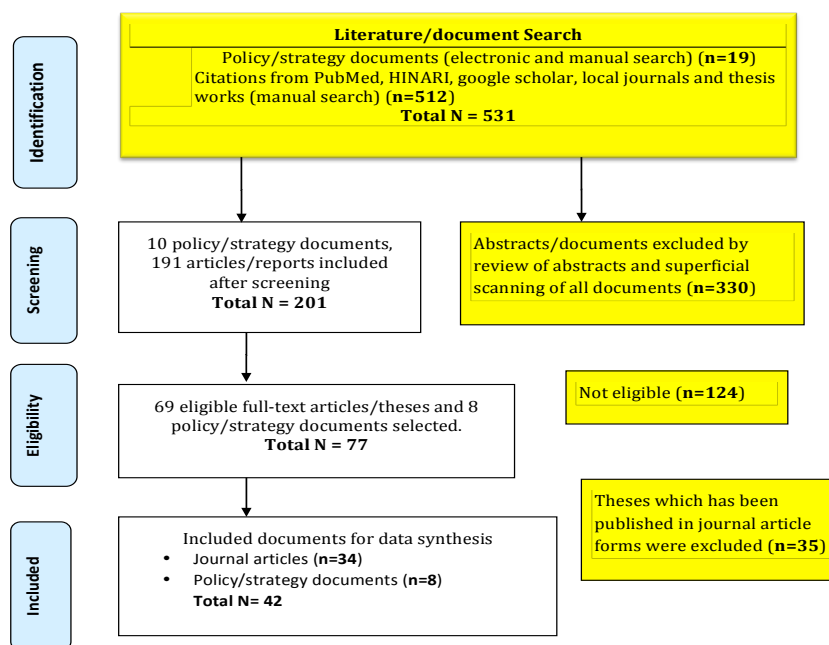 Literature/document Search
Policy/strategy documents (electronic and manual search) (n=19)
Citations from PubMed, HINARI, google scholar, local journals and thesis
works (manual search) (n=512)
Total N = 531
Identification
10 policy/strategy documents,
191 articles/reports included
after screening
Total N = 201
Abstracts/documents excluded by
review of abstracts and superficial
scanning of all documents (n=330)
Screening
69 eligible full-text articles/theses and 8
policy/strategy documents selected.
Total N = 77
Not eligible (n=124)
Eligibility
Theses which has been
published in journal article
forms were excluded (n=35)
Included documents for data synthesis
• Journal articles (n=34)
• Policy/strategy documents (n=8)
Total N= 42
Included